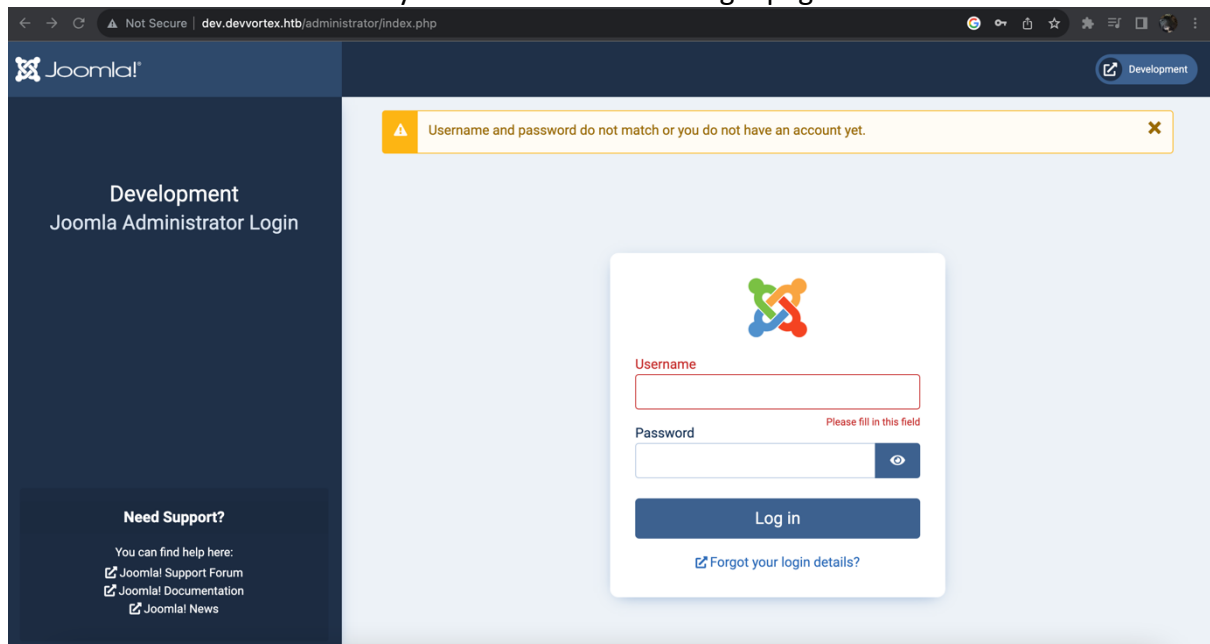 Not Secure | dev.devvortex.htb/administrator/index.php
Joomla!®
Development
Username and password do not match or you do not have an account yet.
Development
Joomla Administrator Login
Username
Please fill in this field
Password
Log in
Forgot your login details?
Need Support?
You can find help here:
Joomla! Support Forum
Joomla! Documentation
Joomla! News